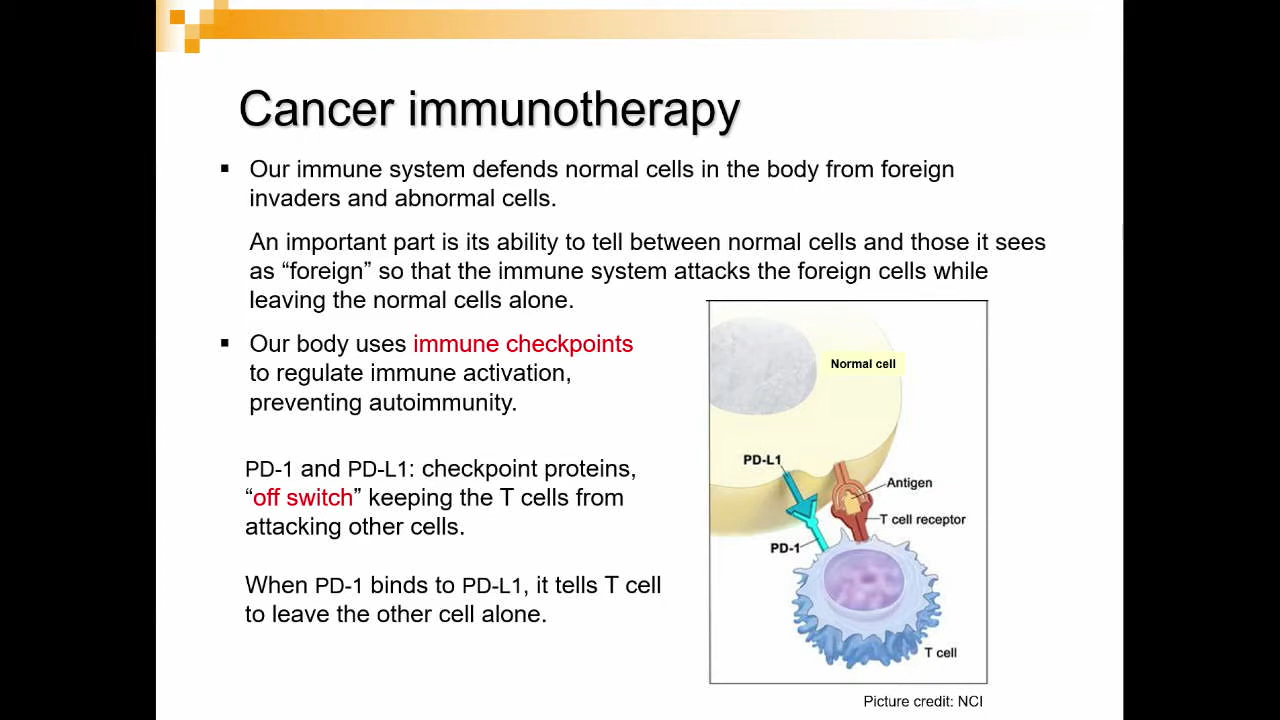 Cancer immunotherapy
▪ Our immune system defends normal cells in the body from foreign
invaders and abnormal cells.
An important part is its ability to tell between normal cells and those it sees
as “foreign” so that the immune system attacks the foreign cells while
leaving the normal cells alone.
▪ Our body uses immune checkpoints
to regulate immune activation,
preventing autoimmunity.
PD-1 and PD-L1: checkpoint proteins,
“off switch” keeping the T cells from
attacking other cells.
When PD-1 binds to PD-L1, it tells T cell
to leave the other cell alone.
Normal cell
PD-L1
Antigen
T cell receptor
PD-1
T cell
Picture credit: NCI